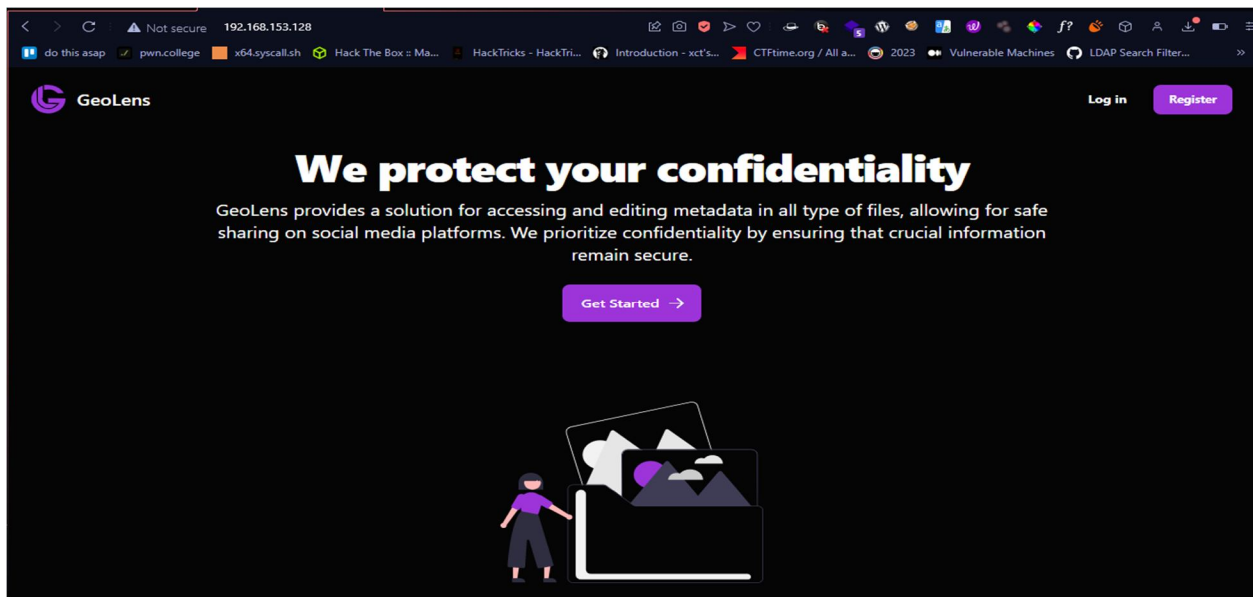 Not secure 192.168.153.128
5
f?
do this asap pwn.college x64.syscall.sh Hack The Box :: Ma... HackTricks - HackTri... Introduction - xct's... CTFtime.org / All a... 2023 Vulnerable Machines LDAP Search Filter... »
GeoLens Log in Register
We protect your confidentiality
GeoLens provides a solution for accessing and editing metadata in all type of files, allowing for safe
sharing on social media platforms. We prioritize confidentiality by ensuring that crucial information
remain secure.
Get Started →